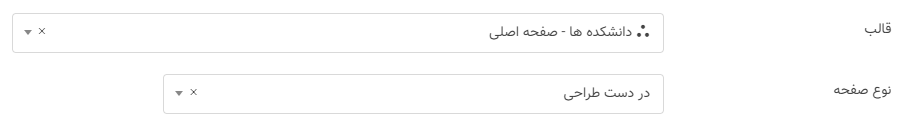 قالب
دانشکده ها - صفحه اصلی
نوع صفحه
در دست طراحی